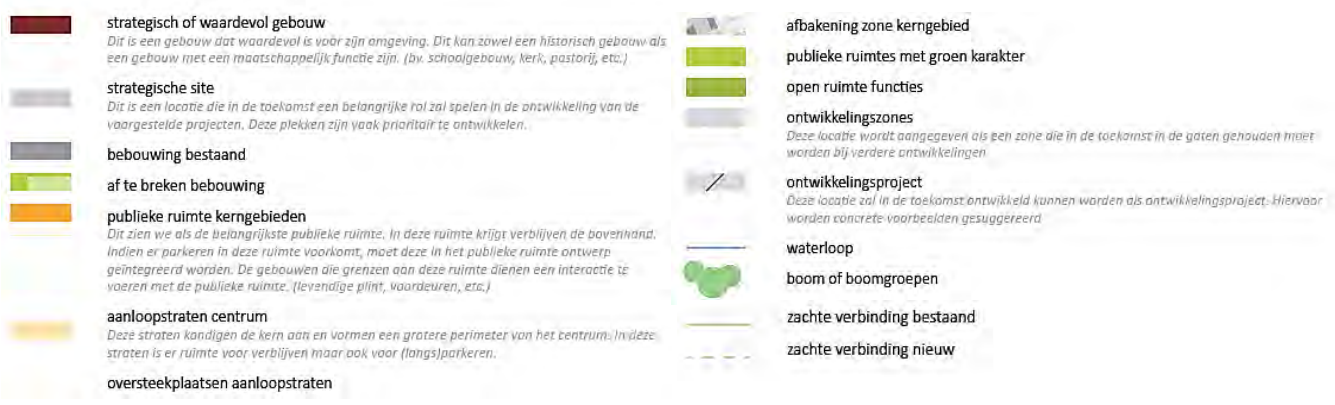 strategisch of waardevol gebouw
Dit is een gebouw dat waardevol is voor zijn omgeving. Dit kan zowel een historisch gebouw als
een gebouw met een maatschappelijk functie zijn. (bv. schoolgebouw, kerk, pastorij, etc.)
strategische site
Dit is een locatie die in de toekomst een belangrijke rol zal spelen in de ontwikkeling van de
voorgestelde projecten. Deze plekken zijn vaak prioritair te ontwikkelen.
bebouwing bestaand
af te breken bebouwing
publieke ruimte kerngebieden
Dit zien we als de belangrijkste publieke ruimte. In deze ruimte krijgt verblijven de bovenhand.
Indien er parkeren in deze ruimte voorkomt, moet deze in het publieke ruimte ontwerp
geïntegreerd worden. De gebouwen die grenzen aan deze ruimte dienen een interactie te
voeren met de publieke ruimte. (levendige plint, voordeuren, etc.)
aanloopstraten centrum
Deze straten kondigen de kern aan en vormen een grotere perimeter van het centrum. In deze
straten is er ruimte voor verblijven maar ook voor (langs)parkeren.
oversteekplaatsen aanloopstraten
afbakening zone kerngebied
publieke ruimtes met groen karakter
open ruimte functies
ontwikkelingszones
Deze locatie wordt aangegeven als een zone die in de toekomst in de gaten gehouden moet
worden bij verdere ontwikkelingen
ontwikkelingsproject
Deze locatie zal in de toekomst ontwikkeld kunnen worden als ontwikkelingsproject. Hiervoor
worden concrete voorbeelden gesuggereerd
waterloop
boom of boomgroepen
zachte verbinding bestaand
zachte verbinding nieuw